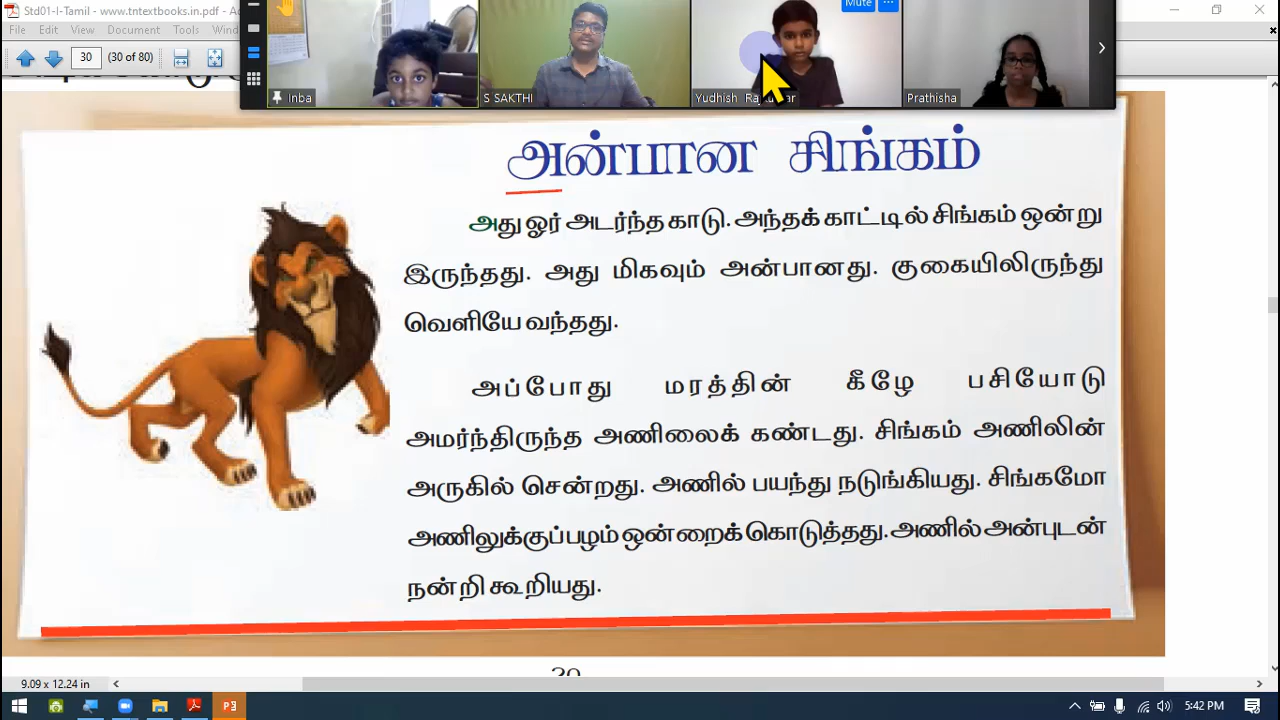 Std01-I-Tamil - www.tntextbooks.in.pdf - A
File Edit View Document Tools
Mute
30 (30 of 80)
Inba
S SAKTHI
Yudhish
Prathisha
அன்பான சிங்கம்
அது ஓர் அடர்ந்த காடு. அந்தக் காட்டில் சிங்கம் ஒன்று
இருந்தது. அது மிகவும் அன்பானது. குகையிலிருந்து
வெளியே வந்தது.
அப்போது மரத்தின் கீழே பசியோடு
அமர்ந்திருந்த அணிலைக் கண்டது. சிங்கம் அணிலின்
அருகில் சென்றது. அணில் பயந்து நடுங்கியது. சிங்கமோ
அணிலுக்குப் பழம் ஒன்றைக் கொடுத்தது. அணில் அன்புடன்
நன்றி கூறியது.
9.09 x 12.24 in
5:42 PM